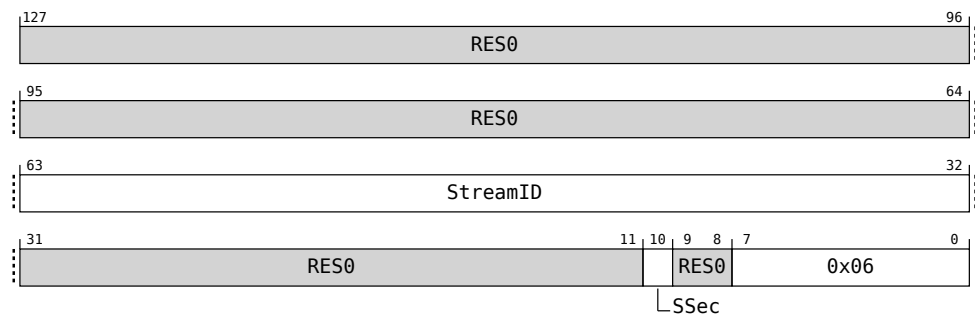 127 96
RES0
95 64
RES0
63 32
StreamID
31 11 10 9 8 7 0
RES0 RES0 0x06
SSec